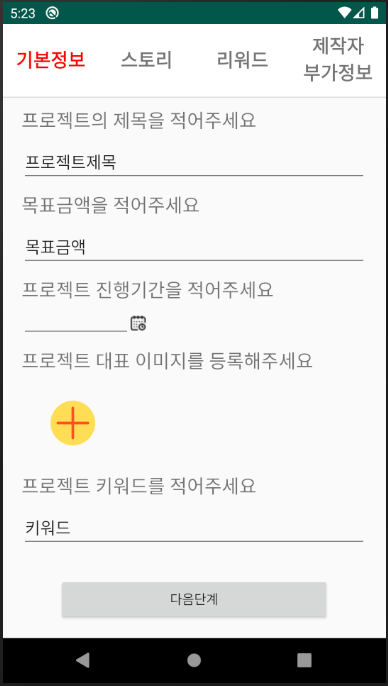 5:23
기본정보
스토리
리워드
제작자
부가정보
프로젝트의 제목을 적어주세요
프로젝트제목
목표금액을 적어주세요
목표금액
프로젝트 진행기간을 적어주세요
프로젝트 대표 이미지를 등록해주세요
프로젝트 키워드를 적어주세요
키워드
다음단계